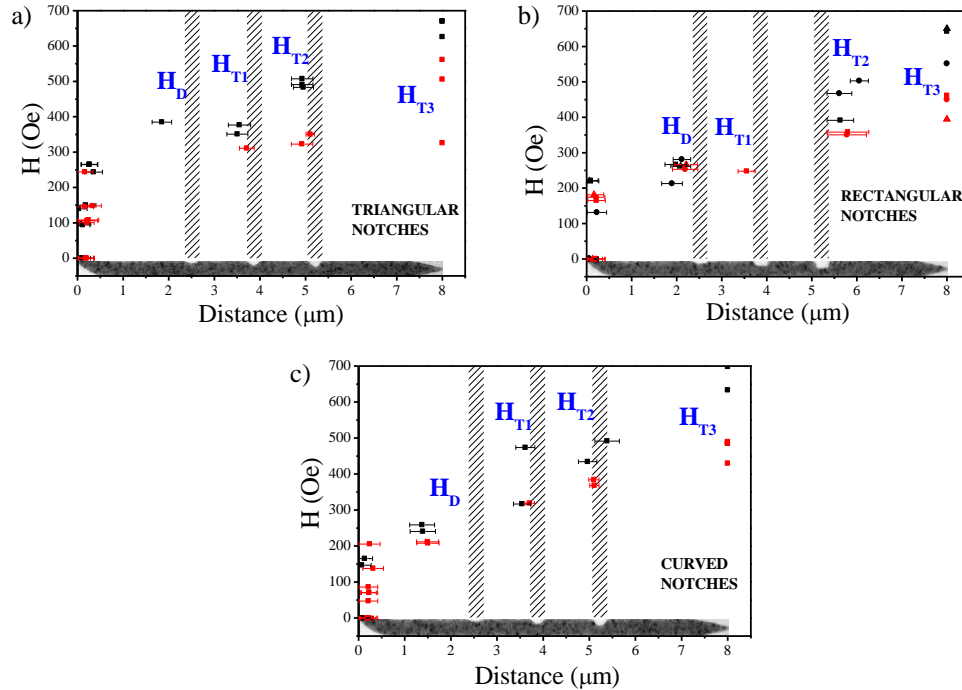 a)
700
600
500
400
300
200
100
0
H (Oe)
H_D
H_T1
H_T2
H_T3
TRIANGULAR
NOTCHES
0 1 2 3 4 5 6 7 8
Distance (μm)
b)
700
600
500
400
300
200
100
0
H (Oe)
H_D
H_T1
H_T2
H_T3
RECTANGULAR
NOTCHES
0 1 2 3 4 5 6 7 8
Distance (μm)
c)
700
600
500
400
300
200
100
0
H (Oe)
H_D
H_T1
H_T2
H_T3
CURVED
NOTCHES
0 1 2 3 4 5 6 7 8
Distance (μm)